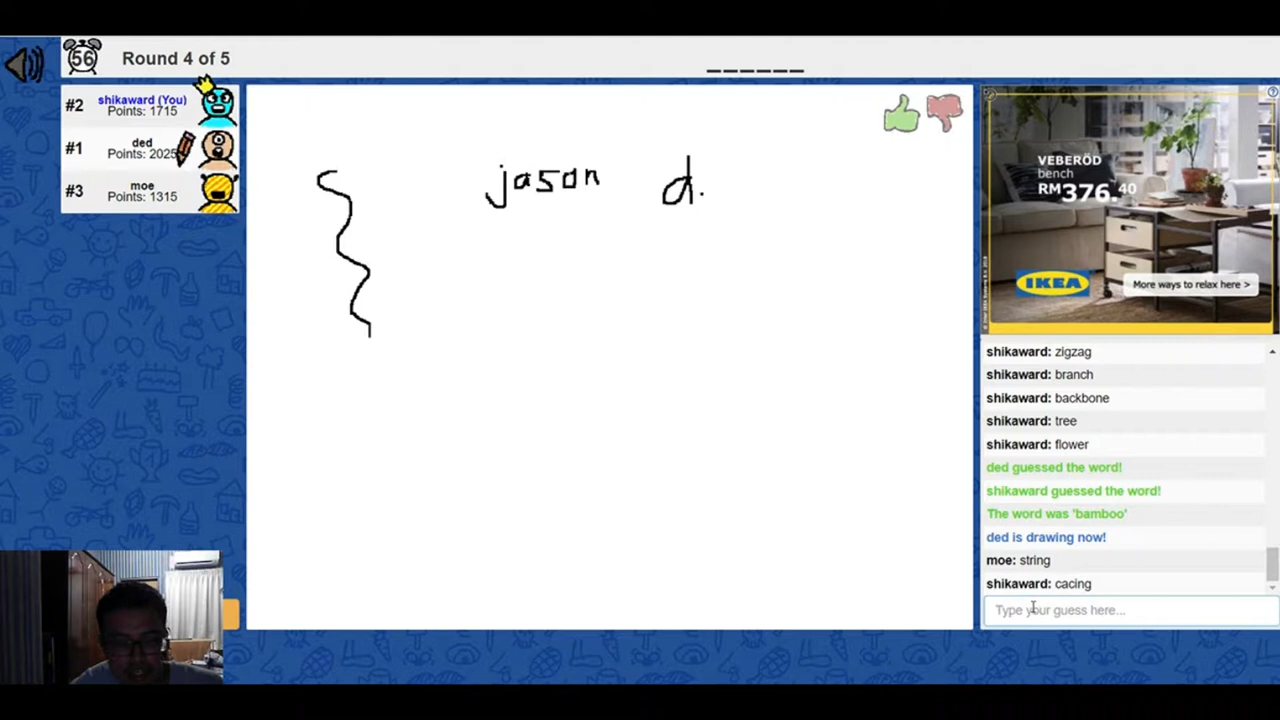 56
Round 4 of 5
______
#2 shikaward (You)
Points: 1715
#1 ded
Points: 2025
#3 moe
Points: 1315
jason d.
VEBERÖD
bench
RM376.40
IKEA
More ways to relax here >
shikaward: zigzag
shikaward: branch
shikaward: backbone
shikaward: tree
shikaward: flower
ded guessed the word!
shikaward guessed the word!
The word was 'bamboo'
ded is drawing now!
moe: string
shikaward: cacing
Type your guess here...